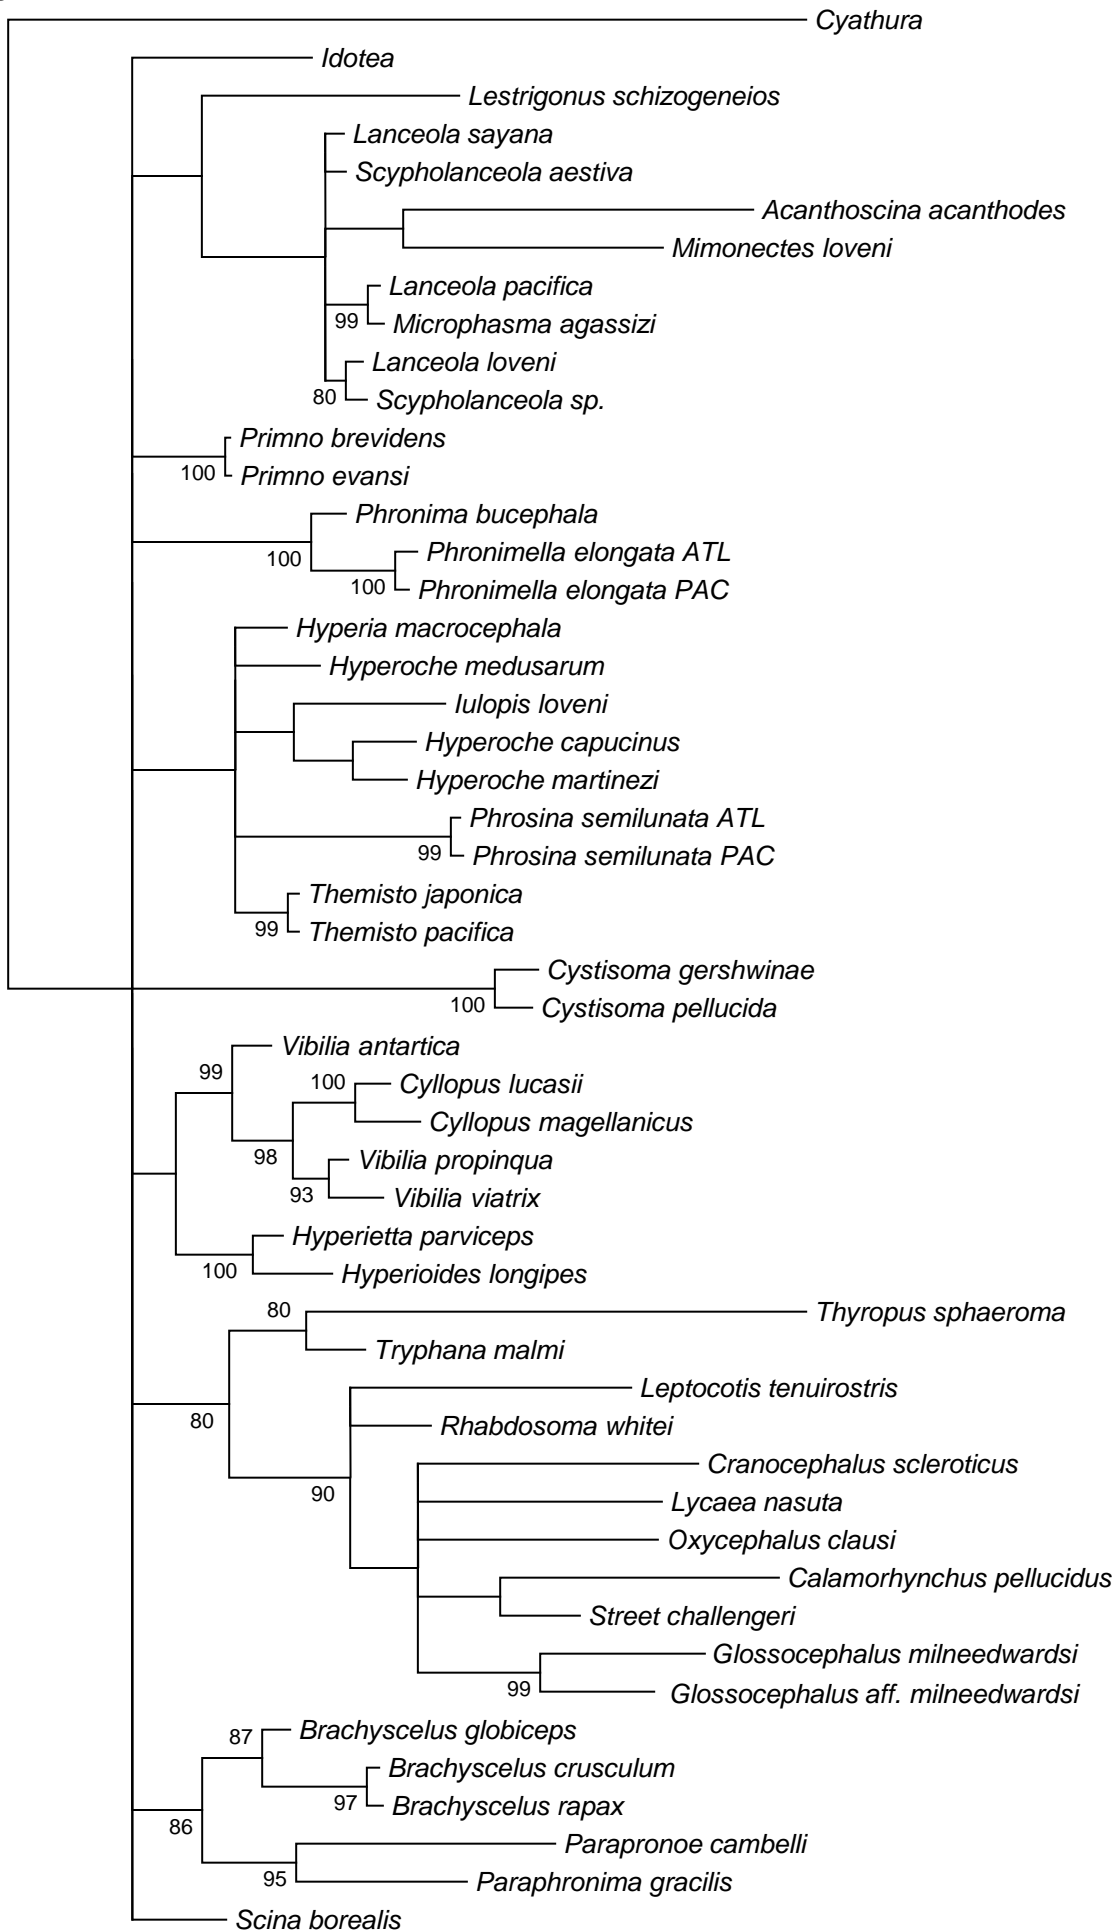 Cyathura
Idotea
Lestrigonus schizogeneios
Lanceola sayana
Scypholanceola aestiva
Acanthoscina acanthodes
Mimonectes loveni
Lanceola pacifica
99
Microphasma agassizi
Lanceola loveni
80
Scypholanceola sp.
Primno brevidens
100
Primno evansi
Phronima bucephala
100
Phronimella elongata ATL
100
Phronimella elongata PAC
Hyperia macrocephala
Hyperoche medusarum
Iulopis loveni
Hyperoche capucinus
Hyperoche martinezi
Phrosina semilunata ATL
99
Phrosina semilunata PAC
Themisto japonica
99
Themisto pacifica
Cystisoma gershwinae
100
Cystisoma pellucida
Vibilia antartica
99
100
Cyllopus lucasii
Cyllopus magellanicus
98
Vibilia propinqua
93
Vibilia viatrix
Hyperietta parviceps
100
Hyperioides longipes
80
Thyropus sphaeroma
Tryphana malmi
80
Leptocotis tenuirostris
Rhabdosoma whitei
90
Cranocephalus scleroticus
Lycaea nasuta
Oxycephalus clausi
Calamorhynchus pellucidus
Street challengeri
Glossocephalus milneedwardsi
99
Glossocephalus aff. milneedwardsi
87
Brachyscelus globiceps
Brachyscelus crusculum
97
Brachyscelus rapax
86
Parapronoe cambelli
95
Paraphronima gracilis
Scina borealis